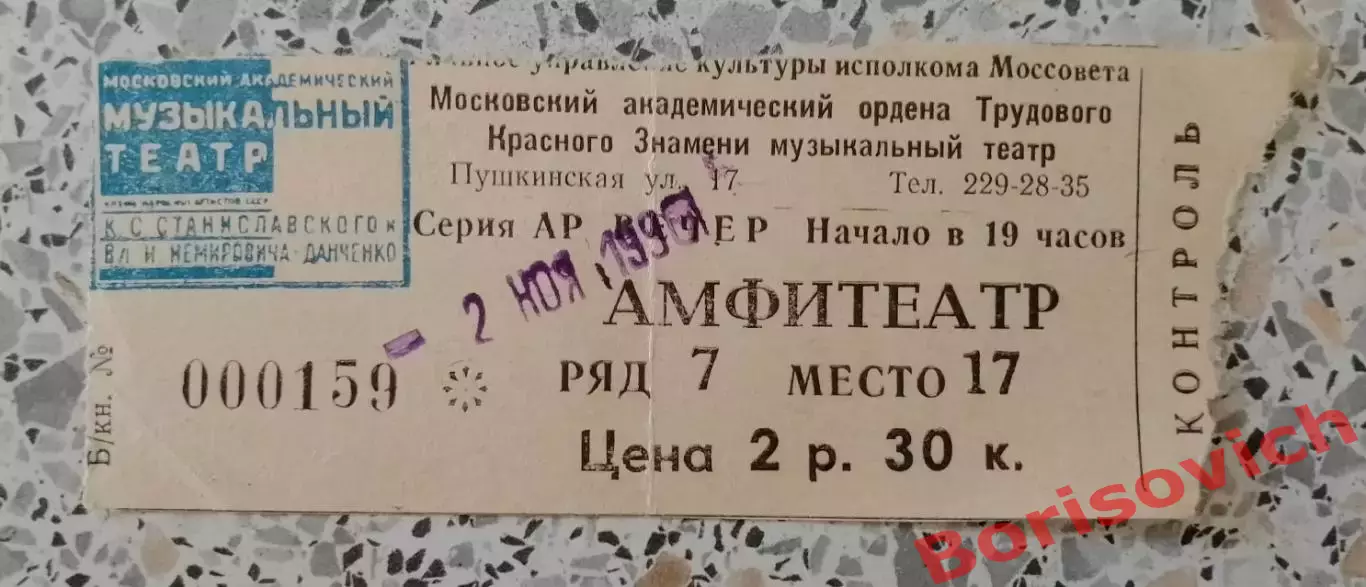 МОСКОВСКИЙ АКАДЕМИЧЕСКИЙ
МУЗЫКАЛЬНЫЙ
ТЕАТР
К. С. СТАНИСЛАВСКОГО и
Вл И НЕМИРОВИЧА-ДАНЧЕНКО
управление культуры исполкома Моссовета
Московский академический ордена Трудового
Красного Знамени музыкальный театр
Пушкинская ул. 17 Тел. 229-28-35
Серия АР ВЕЧЕР Начало в 19 часов
- 2 НОЯ 1990
АМФИТЕАТР
Б/кн. № 000159
РЯД 7 МЕСТО 17
Цена 2 р. 30 к.
КОНТРОЛЬ
Borisovich